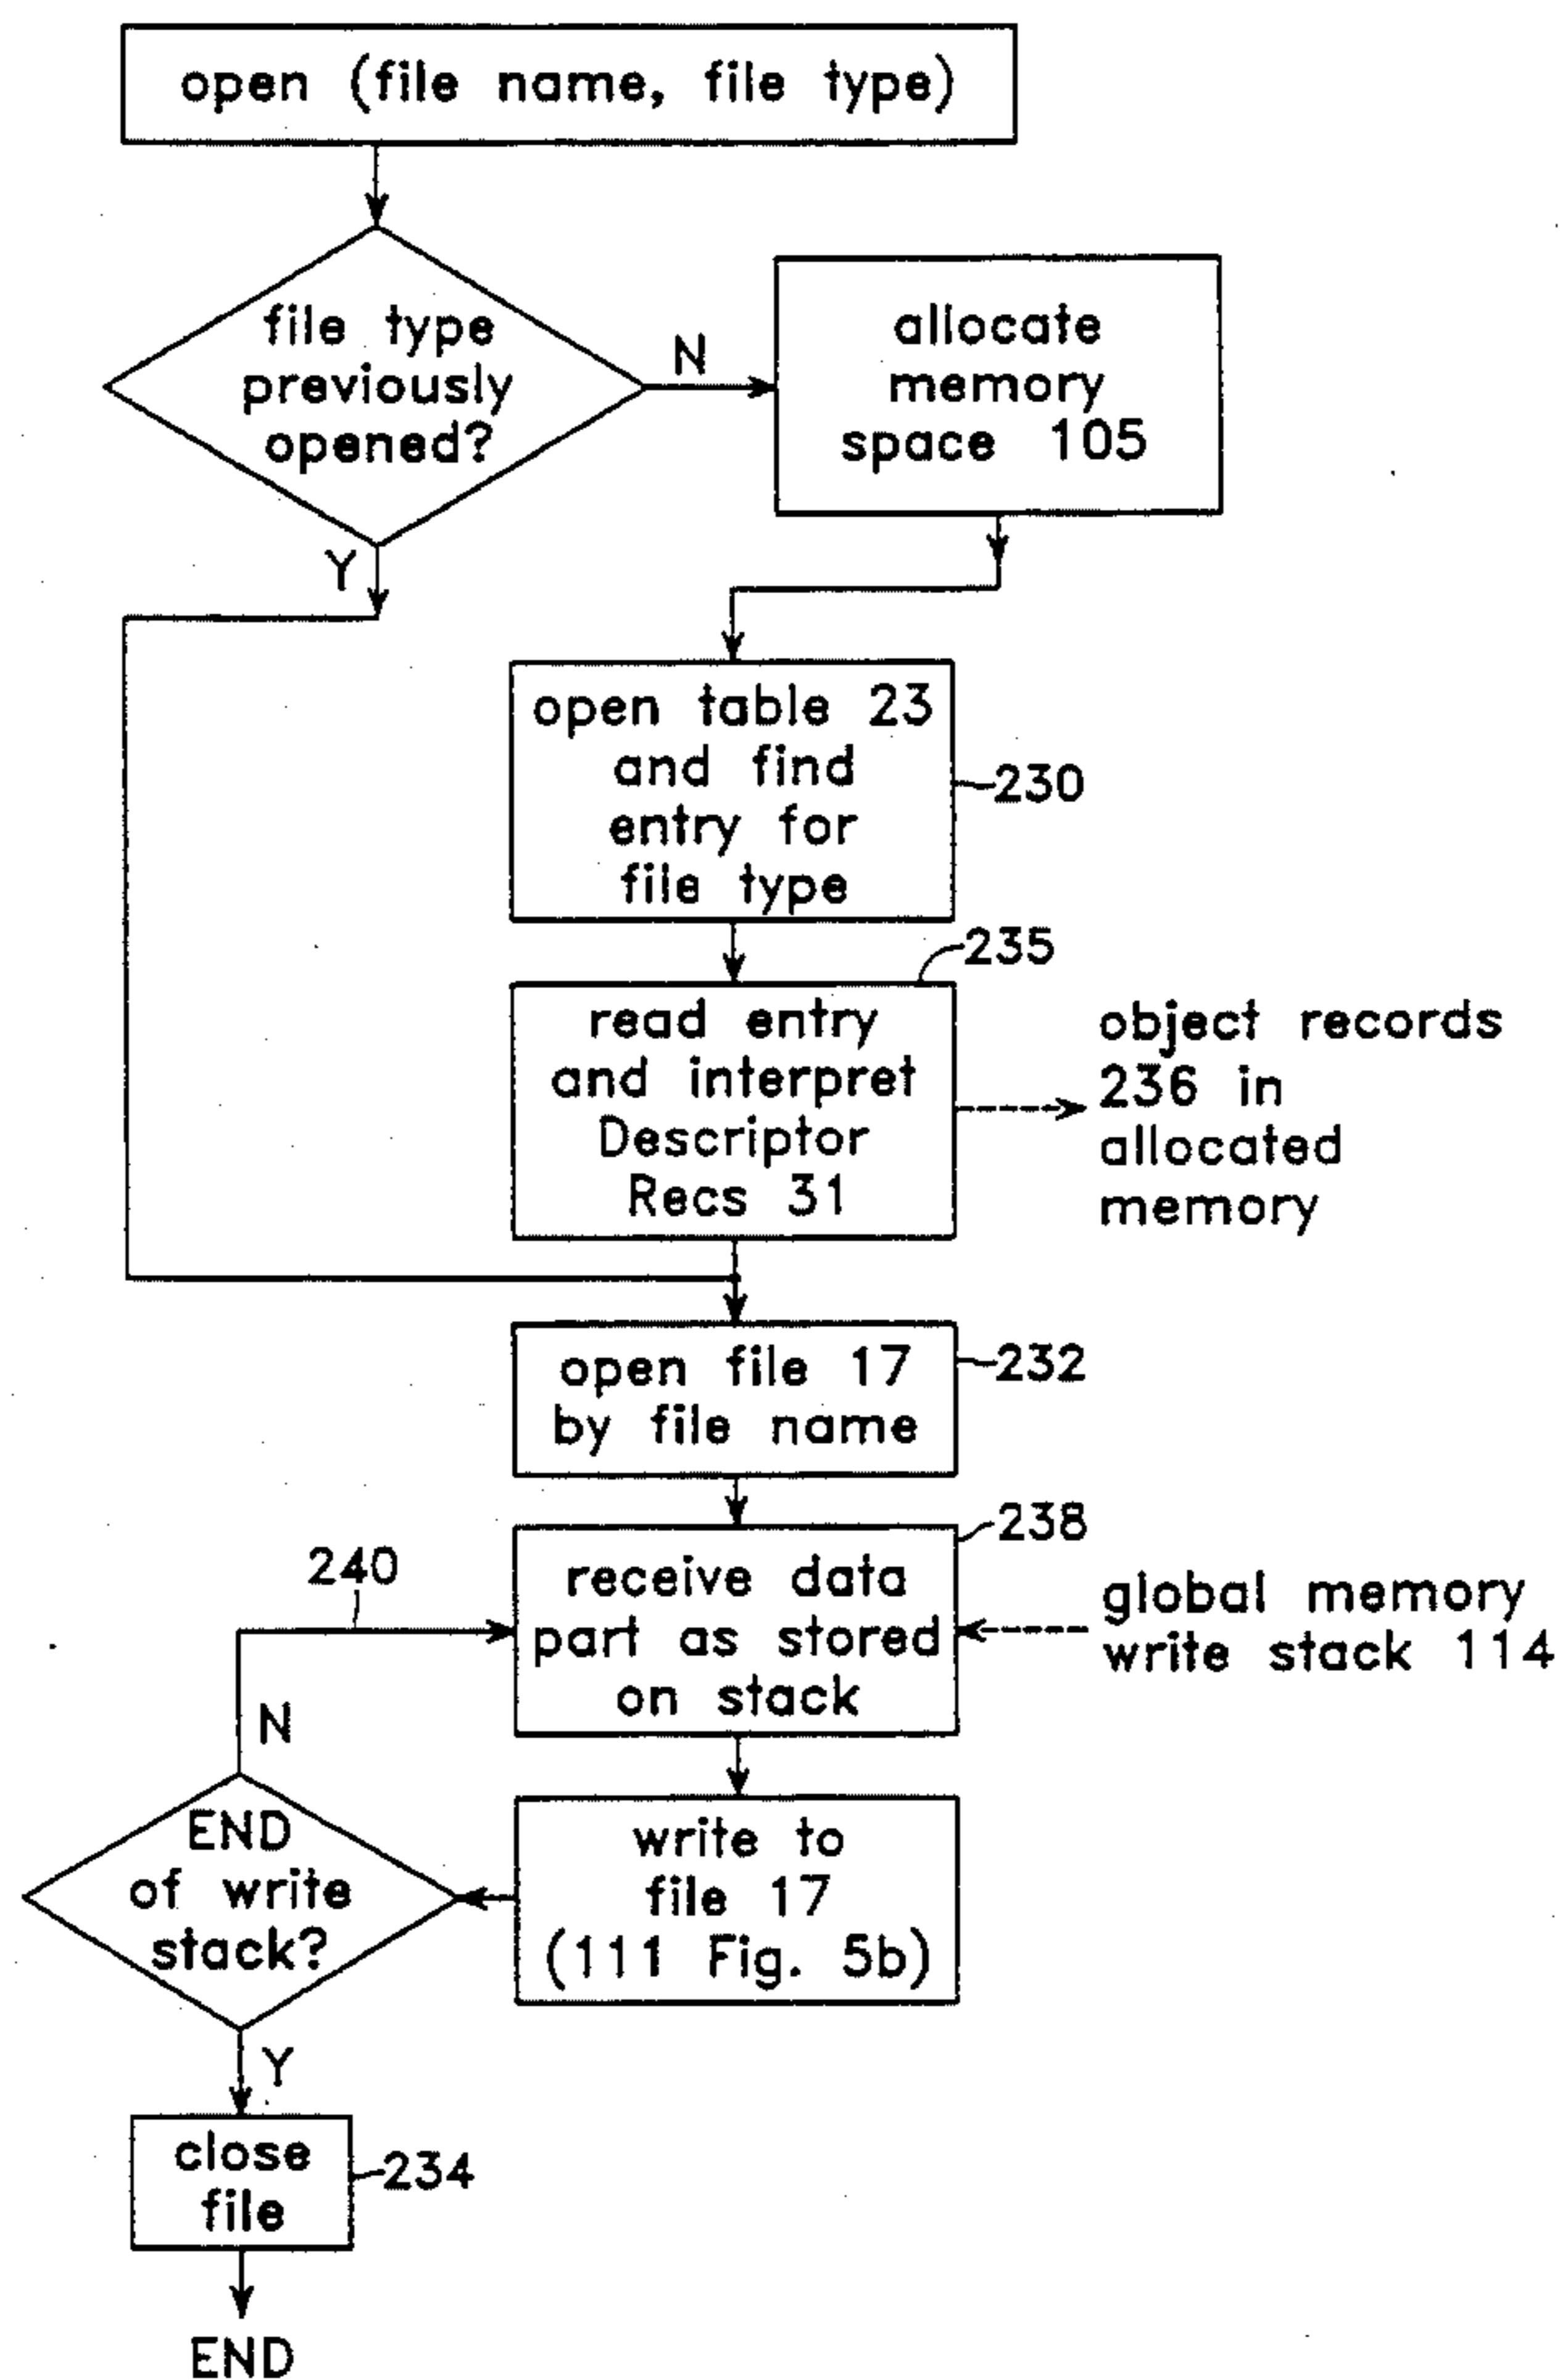 open (file name, file type)
file type
previously
opened?
N
allocate
memory
space 105
Y
open table 23
and find
entry for
file type
230
235
read entry
and interpret
Descriptor
Recs 31
object records
236 in
allocated
memory
open file 17
by file name
232
238
240
receive data
part as stored
on stack
global memory
write stack 114
N
END
of write
stack?
write to
file 17
(111 Fig. 5b)
Y
close
file
234
END